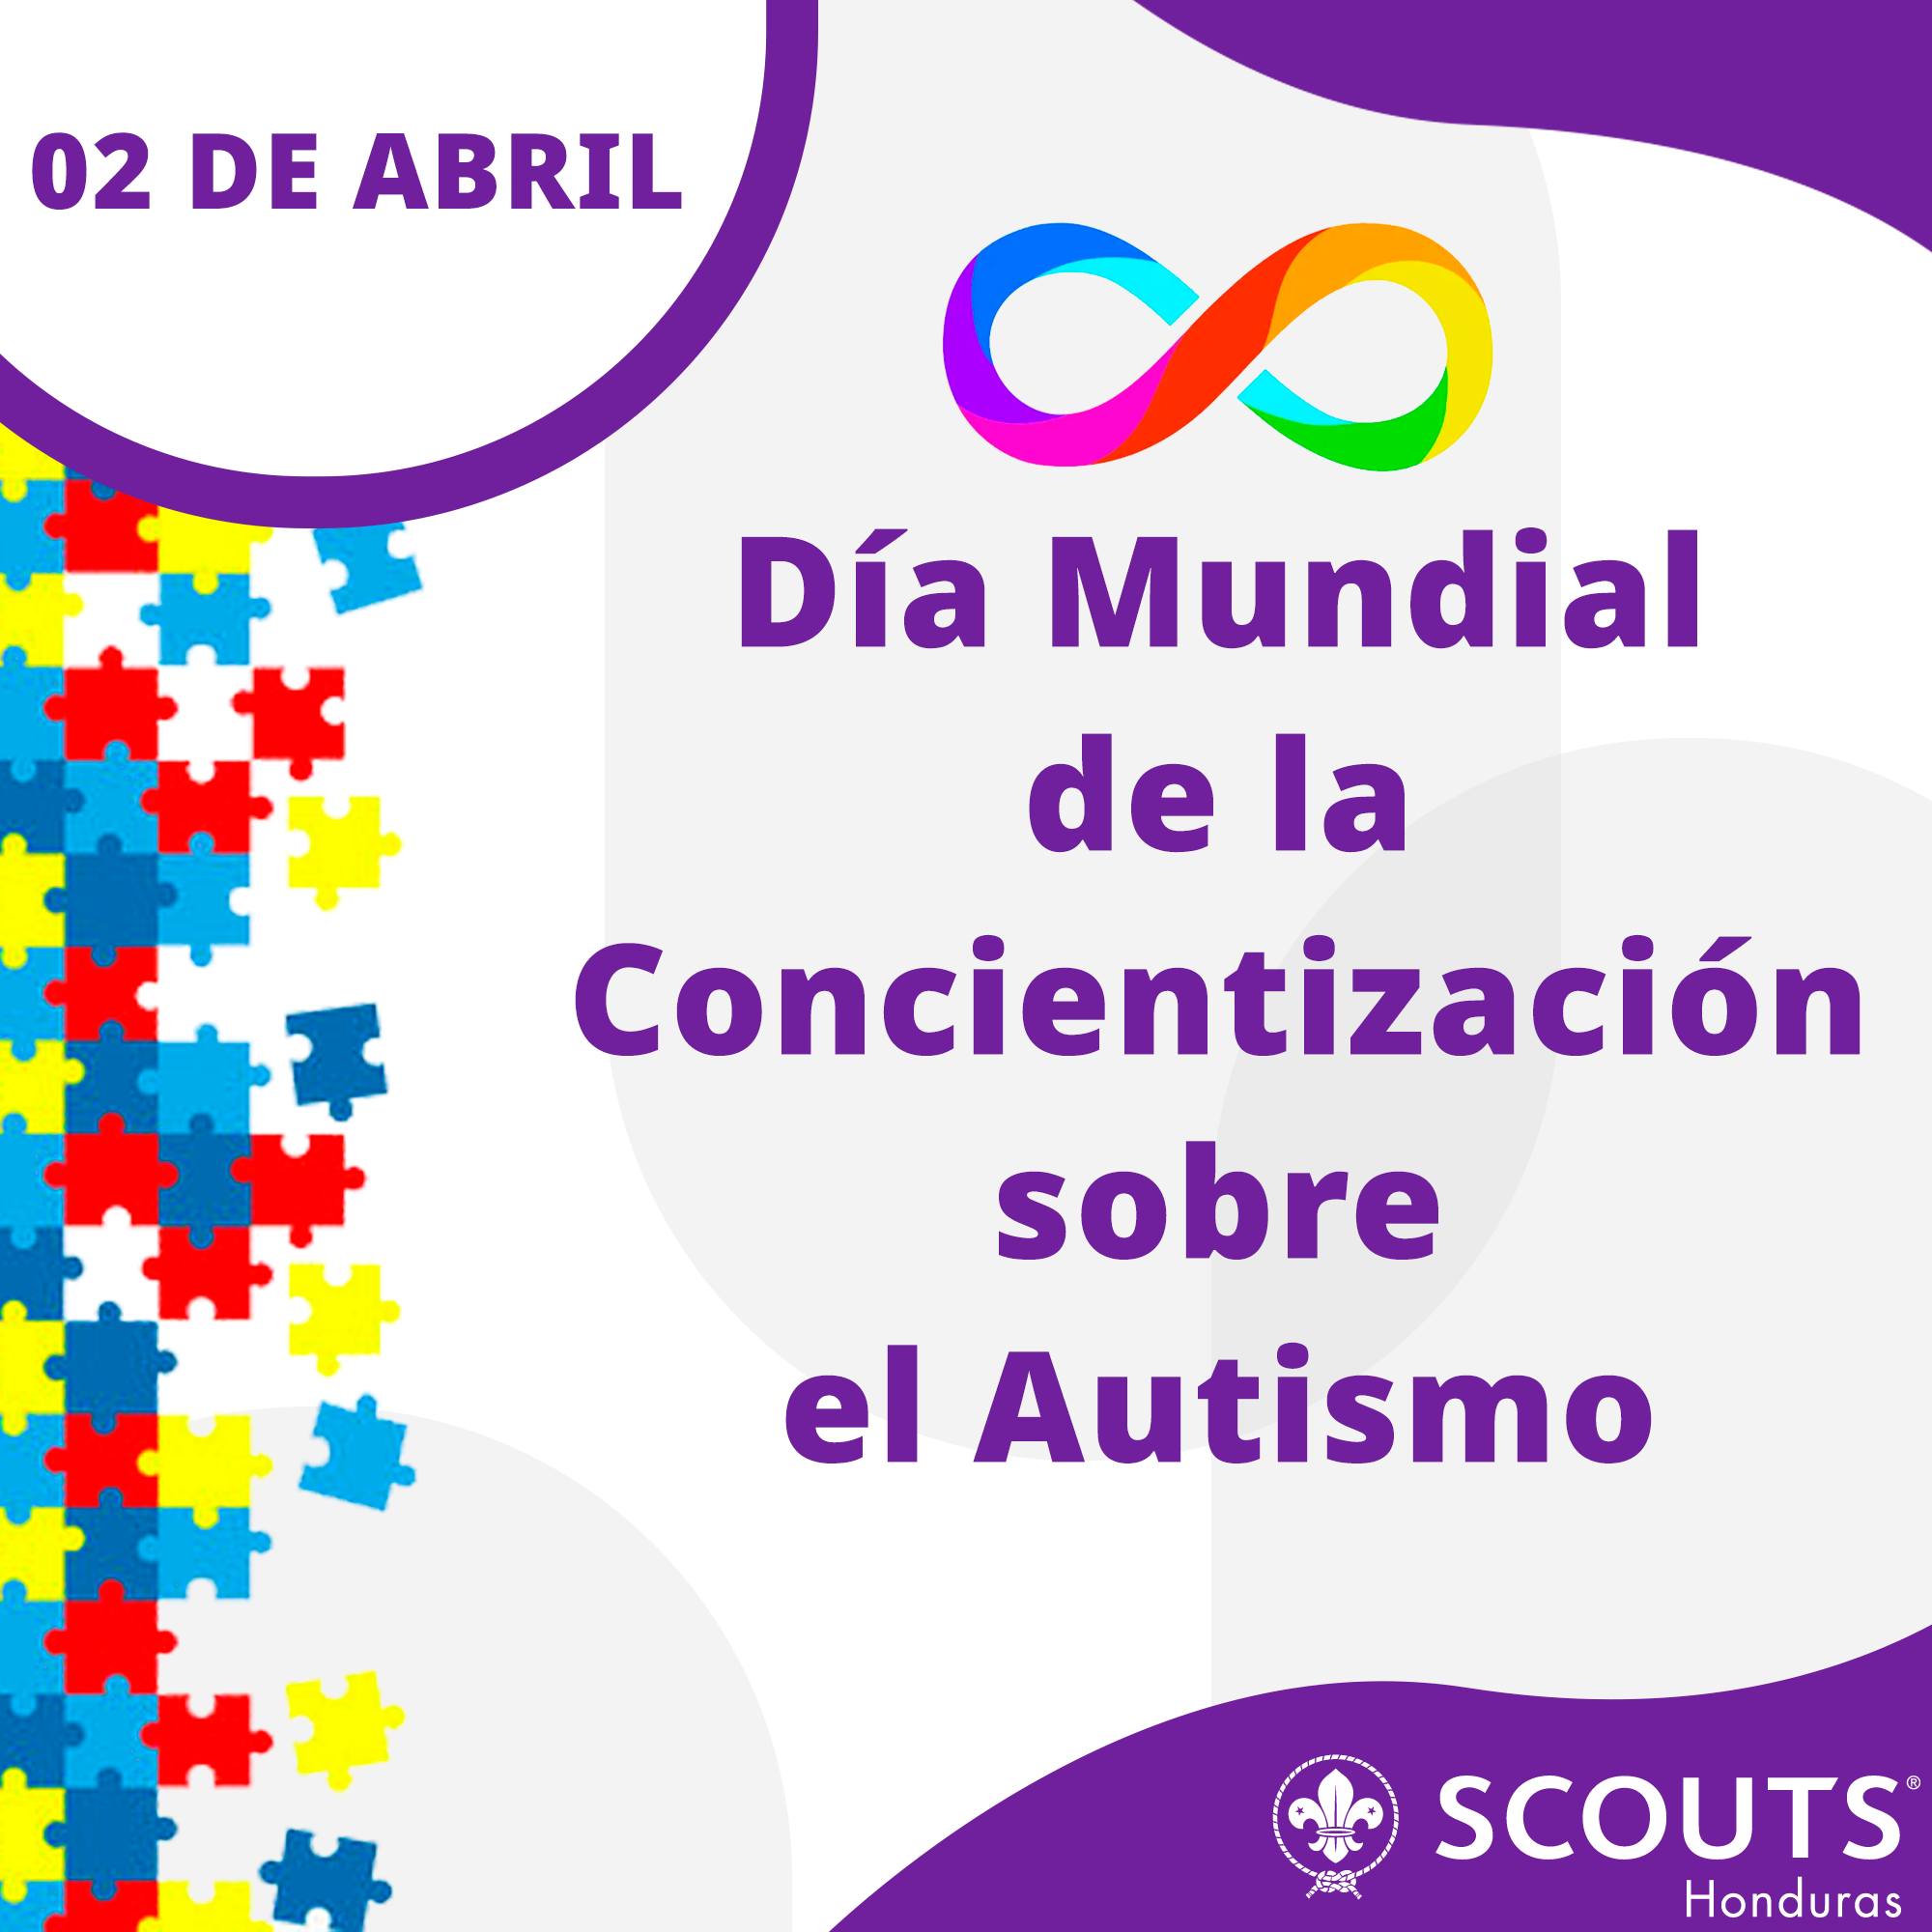 02 DE ABRIL
Día Mundial
de la
Concientización
sobre
el Autismo
SCOUTS®
Honduras